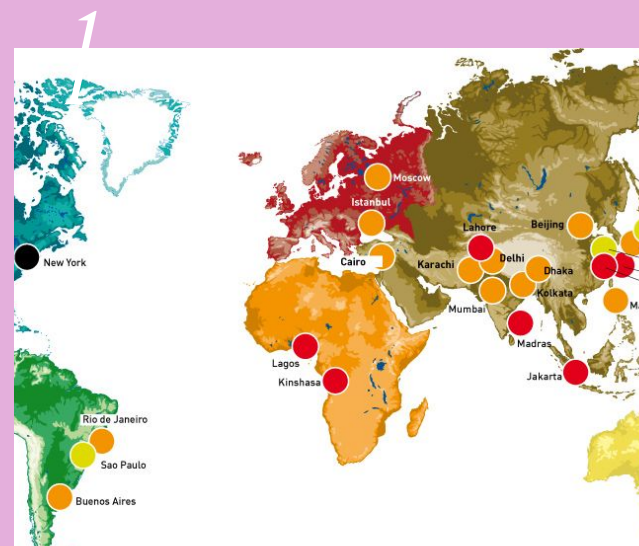 1
Moscow
Istanbul
Lahore
Beijing
New York
Cairo
Karachi
Delhi
Dhaka
Kolkata
Mumbai
Madras
Lagos
Kinshasa
Jakarta
Rio de Janeiro
Sao Paulo
Buenos Aires